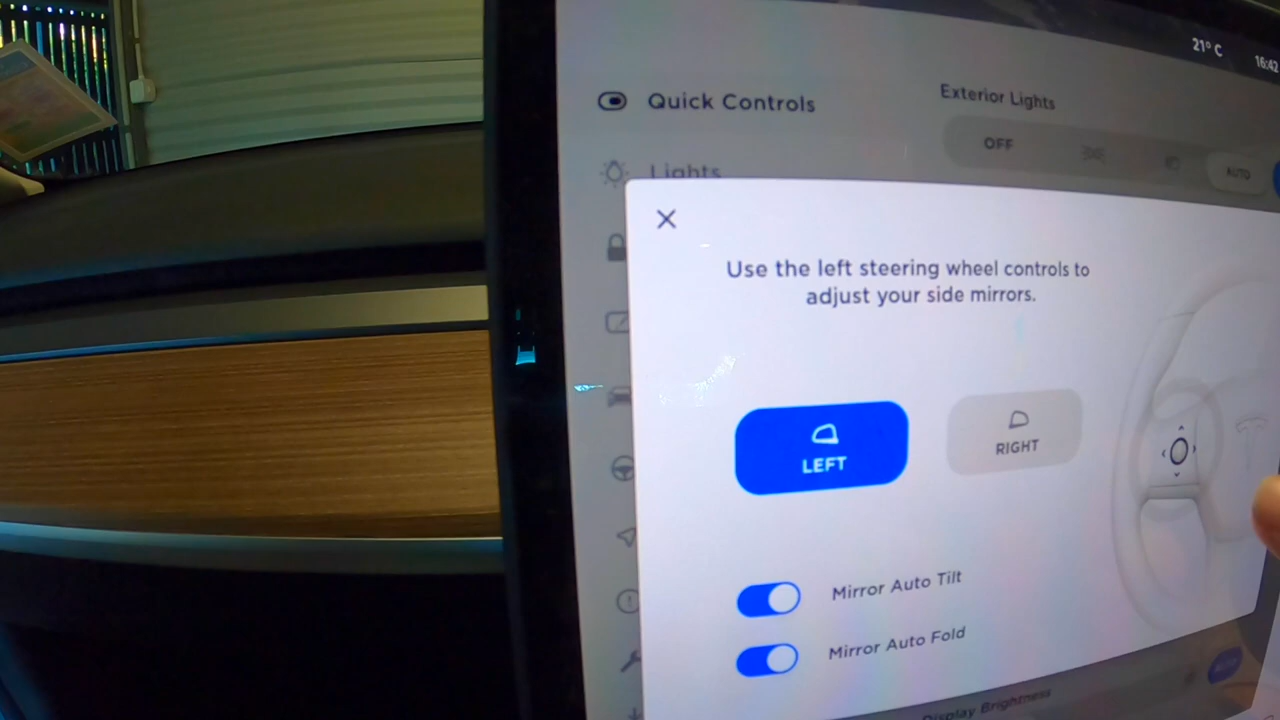 21° C
16:42
Quick Controls
Exterior Lights
OFF
AUTO
Lights
Use the left steering wheel controls to
adjust your side mirrors.
LEFT
RIGHT
Mirror Auto Tilt
Mirror Auto Fold
Display Brightness